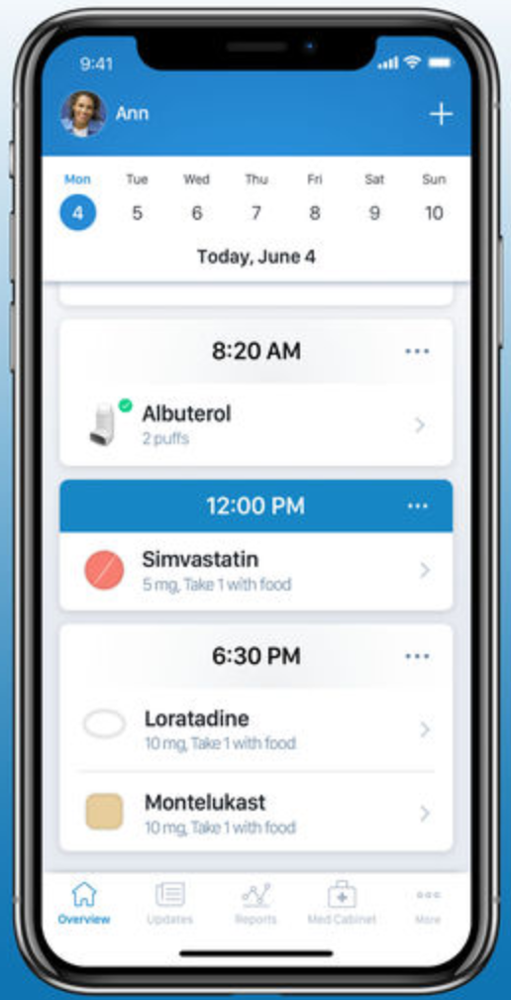 9:41
Ann
Mon Tue Wed Thu Fri Sat Sun
4 5 6 7 8 9 10
Today, June 4
8:20 AM
Albuterol
2 puffs
12:00 PM
Simvastatin
5 mg, Take 1 with food
6:30 PM
Loratadine
10 mg, Take 1 with food
Montelukast
10 mg, Take 1 with food
Overview Updates Reports Med Cabinet More